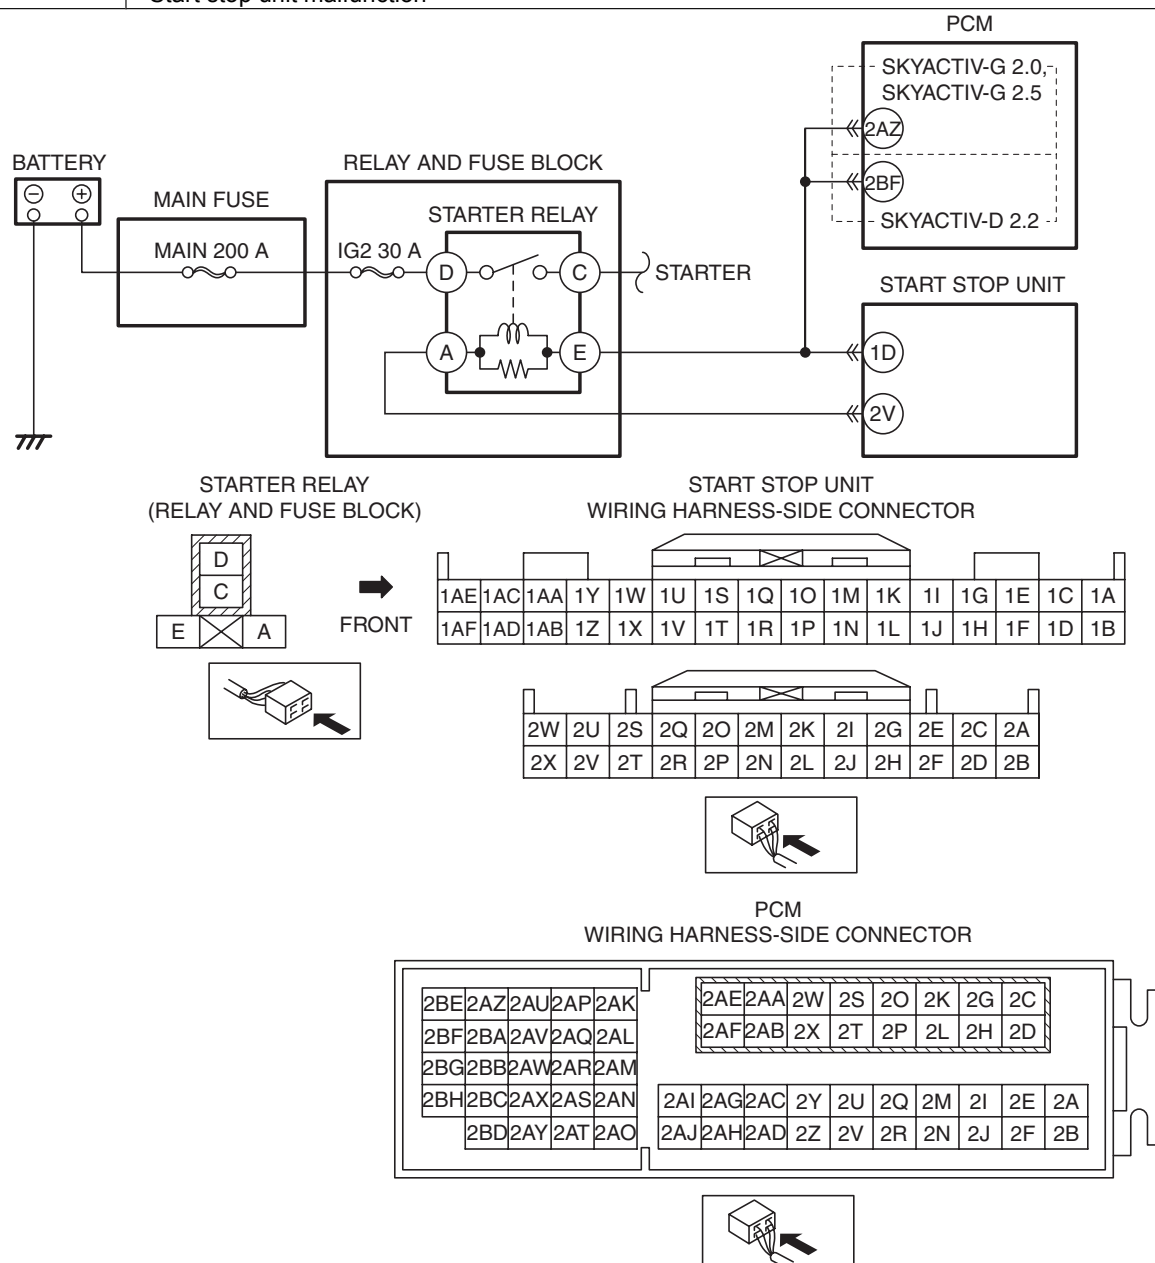 Start stop unit malfunction
PCM
SKYACTIV-G 2.0,
SKYACTIV-G 2.5
2AZ
2BF
SKYACTIV-D 2.2
BATTERY
MAIN FUSE
MAIN 200 A
RELAY AND FUSE BLOCK
STARTER RELAY
IG2 30 A
D
C
STARTER
A
E
START STOP UNIT
1D
2V
STARTER RELAY
(RELAY AND FUSE BLOCK)
D
C
E A
FRONT
START STOP UNIT
WIRING HARNESS-SIDE CONNECTOR
1AE 1AC 1AA 1Y 1W 1U 1S 1Q 1O 1M 1K 1I 1G 1E 1C 1A
1AF 1AD 1AB 1Z 1X 1V 1T 1R 1P 1N 1L 1J 1H 1F 1D 1B
2W 2U 2S 2Q 2O 2M 2K 2I 2G 2E 2C 2A
2X 2V 2T 2R 2P 2N 2L 2J 2H 2F 2D 2B
PCM
WIRING HARNESS-SIDE CONNECTOR
2BE 2AZ 2AU 2AP 2AK
2BF 2BA 2AV 2AQ 2AL
2BG 2BB 2AW 2AR 2AM
2BH 2BC 2AX 2AS 2AN
2BD 2AY 2AT 2AO
2AE 2AA 2W 2S 2O 2K 2G 2C
2AF 2AB 2X 2T 2P 2L 2H 2D
2AI 2AG 2AC 2Y 2U 2Q 2M 2I 2E 2A
2AJ 2AH 2AD 2Z 2V 2R 2N 2J 2F 2B